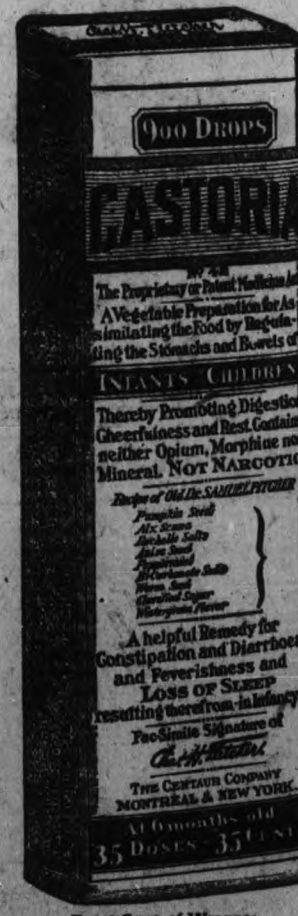 Chas. H. Fletcher
900 DROPS
CASTORIA
The Proprietary or Patent Medicine Act
A Vegetable Preparation for As-
similating the Food by Regula-
ting the Stomachs and Bowels of
INFANTS CHILDREN
Thereby Promoting Digestion
Cheerfulness and Rest. Contains
neither Opium, Morphine nor
Mineral. NOT NARCOTIC
Recipe of Old Dr. SAMUEL PITCHER
Pumpkin Seed
Alx. Senna
Rochelle Salts
Anise Seed
Peppermint
Bi Carbonate Soda
Worm Seed
Clarified Sugar
Wintergreen Flavor
A helpful Remedy for
Constipation and Diarrhoea
and Feverishness and
LOSS OF SLEEP
resulting therefrom in Infancy
Fac-Simile Signature of
Chas. H. Fletcher.
THE CENTAUR COMPANY
MONTREAL & NEW YORK.
At 6 months old
35 DOSES - 35 CENTS